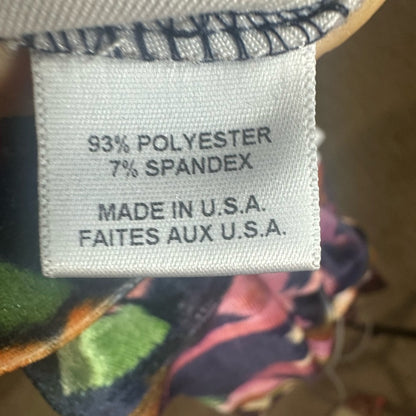 93% POLYESTER
7% SPANDEX
MADE IN U.S.A.
FAITES AUX U.S.A.